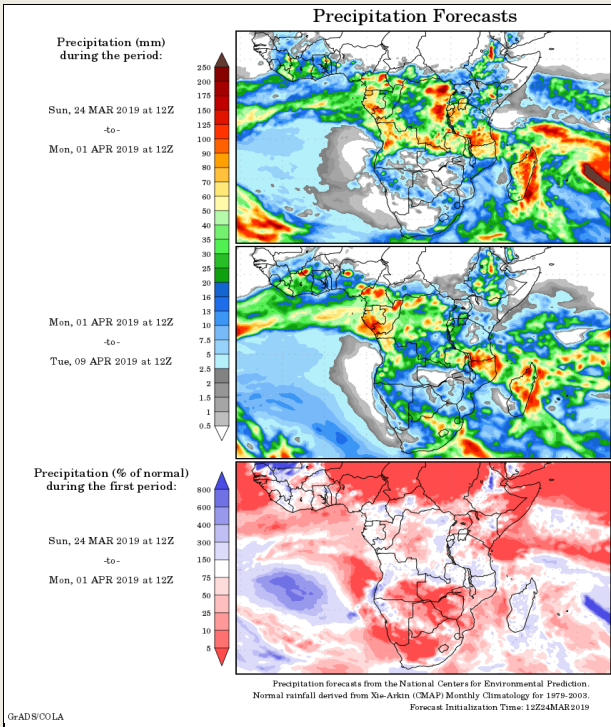 Precipitation Forecasts
Precipitation (mm)
during the period:
Sun, 24 MAR 2019 at 12Z
-to-
Mon, 01 APR 2019 at 12Z
250
200
175
150
125
100
90
80
70
60
50
40
35
30
25
20
16
13
10
7.5
5
2.5
2
1.5
1
0.5
Mon, 01 APR 2019 at 12Z
-to-
Tue, 09 APR 2019 at 12Z
Precipitation (% of normal)
during the first period:
Sun, 24 MAR 2019 at 12Z
-to-
Mon, 01 APR 2019 at 12Z
800
600
400
300
150
75
50
25
10
5
Precipitation forecasts from the National Centers for Environmental Prediction.
Normal rainfall derived from Xie-Arkin (CMAP) Monthly Climatology for 1979-2003.
Forecast Initialization Time: 12Z24MAR2019
GrADS/COLA